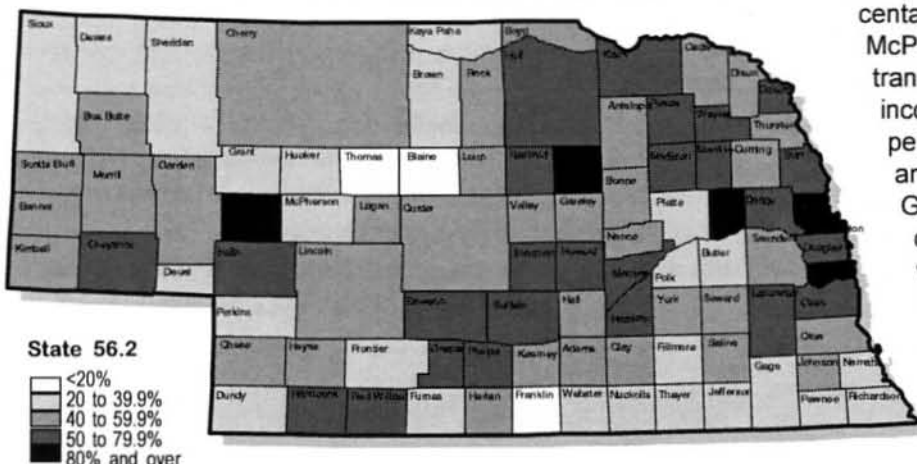 centa
McP
tran
inco
pe
ar
G
Sioux
Dawes
Sheridan
Cherry
Keya Paha
Boyd
Holt
Knox
Cedar
Dixon
Brown
Rock
Box Butte
Antelope
Pierce
Wayne
Thurston
Scotts Bluff
Morrill
Garden
Grant
Hooker
Thomas
Blaine
Loup
Garfield
Madison
Stanton
Cuming
Burt
Banner
McPherson
Logan
Custer
Valley
Greeley
Boone
Platte
Dodge
Kimball
Cheyenne
Deuel
Keith
Lincoln
Sherman
Howard
Nance
Merrick
Polk
Butler
Saunders
Douglas
Perkins
Dawson
Buffalo
Hall
Hamilton
York
Seward
Lancaster
Cass
Otoe
Chase
Hayes
Frontier
Gosper
Phelps
Kearney
Adams
Clay
Fillmore
Saline
Gage
Johnson
Nemaha
Dundy
Hitchcock
Red Willow
Furnas
Harlan
Franklin
Webster
Nuckolls
Thayer
Jefferson
Pawnee
Richardson
State 56.2
<20%
20 to 39.9%
40 to 59.9%
50 to 79.9%
80% and over